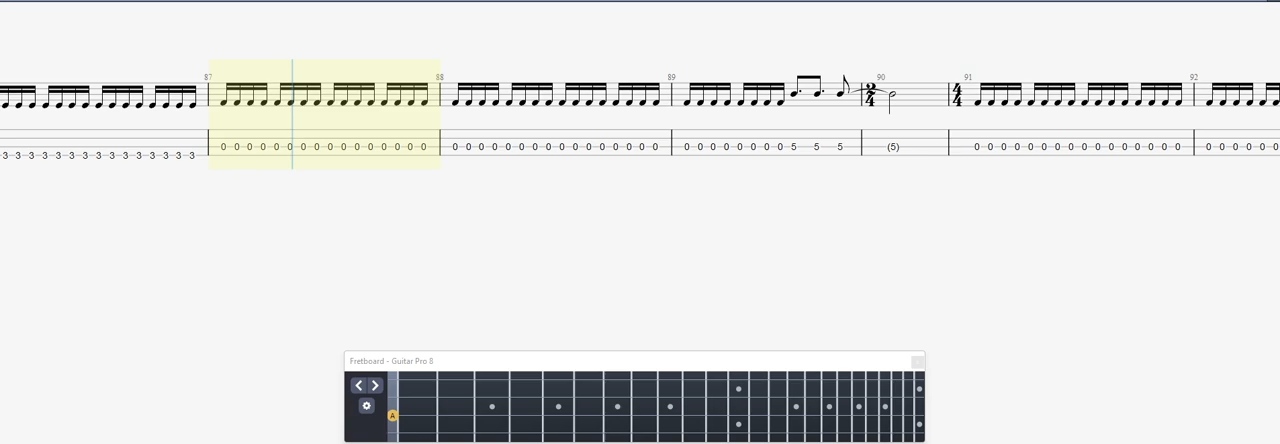 87 88 89 90 91 92
2 4
4 4
3 3 3 3 3 3 3 3 3 3 3 3 3 3 3
0 0 0 0 0 0 0 0 0 0 0 0 0 0 0 0
0 0 0 0 0 0 0 0 0 0 0 0 0 0 0 0
0 0 0 0 0 0 0 0 5 5 5
(5)
0 0 0 0 0 0 0 0 0 0 0 0 0 0 0 0
0 0 0 0 0 0
Fretboard - Guitar Pro 8
A